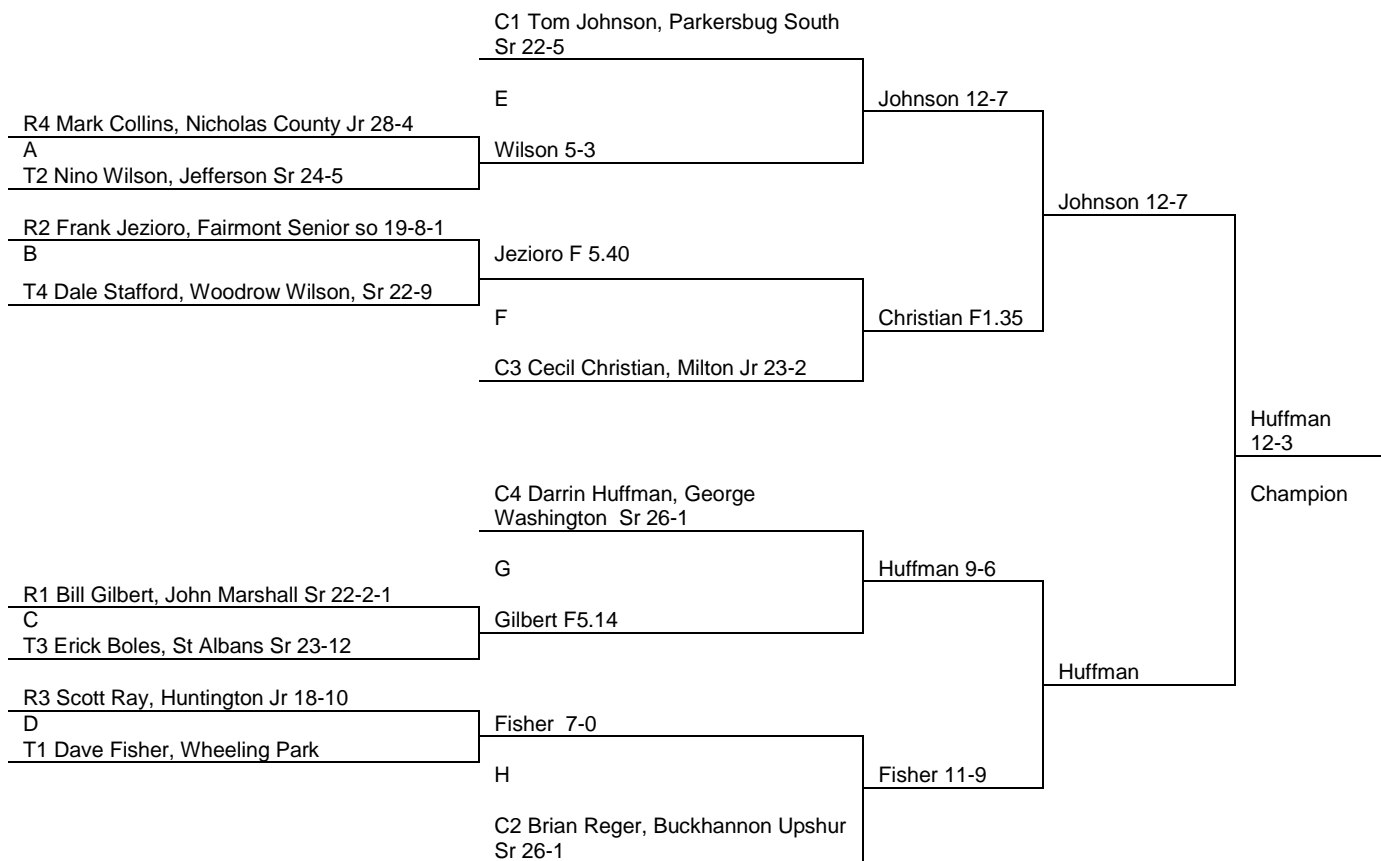 C1 Tom Johnson, Parkersbug South
Sr 22-5
E
Johnson 12-7
R4 Mark Collins, Nicholas County Jr 28-4
A
Wilson 5-3
T2 Nino Wilson, Jefferson Sr 24-5
Johnson 12-7
R2 Frank Jezioro, Fairmont Senior so 19-8-1
B
Jezioro F 5.40
T4 Dale Stafford, Woodrow Wilson, Sr 22-9
F
Christian F1.35
C3 Cecil Christian, Milton Jr 23-2
Huffman
12-3
Champion
C4 Darrin Huffman, George
Washington  Sr 26-1
G
Huffman 9-6
R1 Bill Gilbert, John Marshall Sr 22-2-1
C
Gilbert F5.14
T3 Erick Boles, St Albans Sr 23-12
Huffman
R3 Scott Ray, Huntington Jr 18-10
D
Fisher  7-0
T1 Dave Fisher, Wheeling Park
H
Fisher 11-9
C2 Brian Reger, Buckhannon Upshur
Sr 26-1